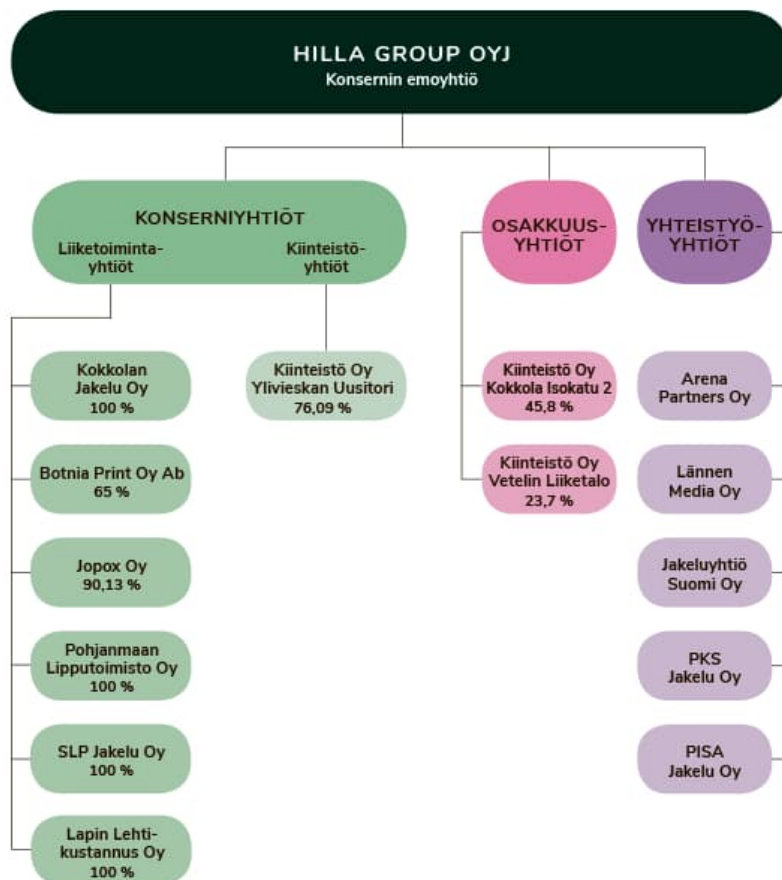 HILLA GROUP OYJ
Konsernin emoyhtiö
KONSERNIYHTIÖT
Liiketoiminta-
yhtiöt
Kiinteistö-
yhtiöt
Kokkolan
Jakelu Oy
100 %
Botnia Print Oy Ab
65 %
Jopox Oy
90,13 %
Pohjanmaan
Lipputoimisto Oy
100 %
SLP Jakelu Oy
100 %
Lapin Lehti-
kustannus Oy
100 %
Kiinteistö Oy
Ylivieskan Uusitori
76,09 %
OSAKKUUS-
YHTIÖT
Kiinteistö Oy
Kokkola Isokatu 2
45,8 %
Kiinteistö Oy
Vetelin Liiketalo
23,7 %
YHTEISTYÖ-
YHTIÖT
Arena
Partners Oy
Lännen
Media Oy
Jakeluyhtiö
Suomi Oy
PKS
Jakelu Oy
PISA
Jakelu Oy